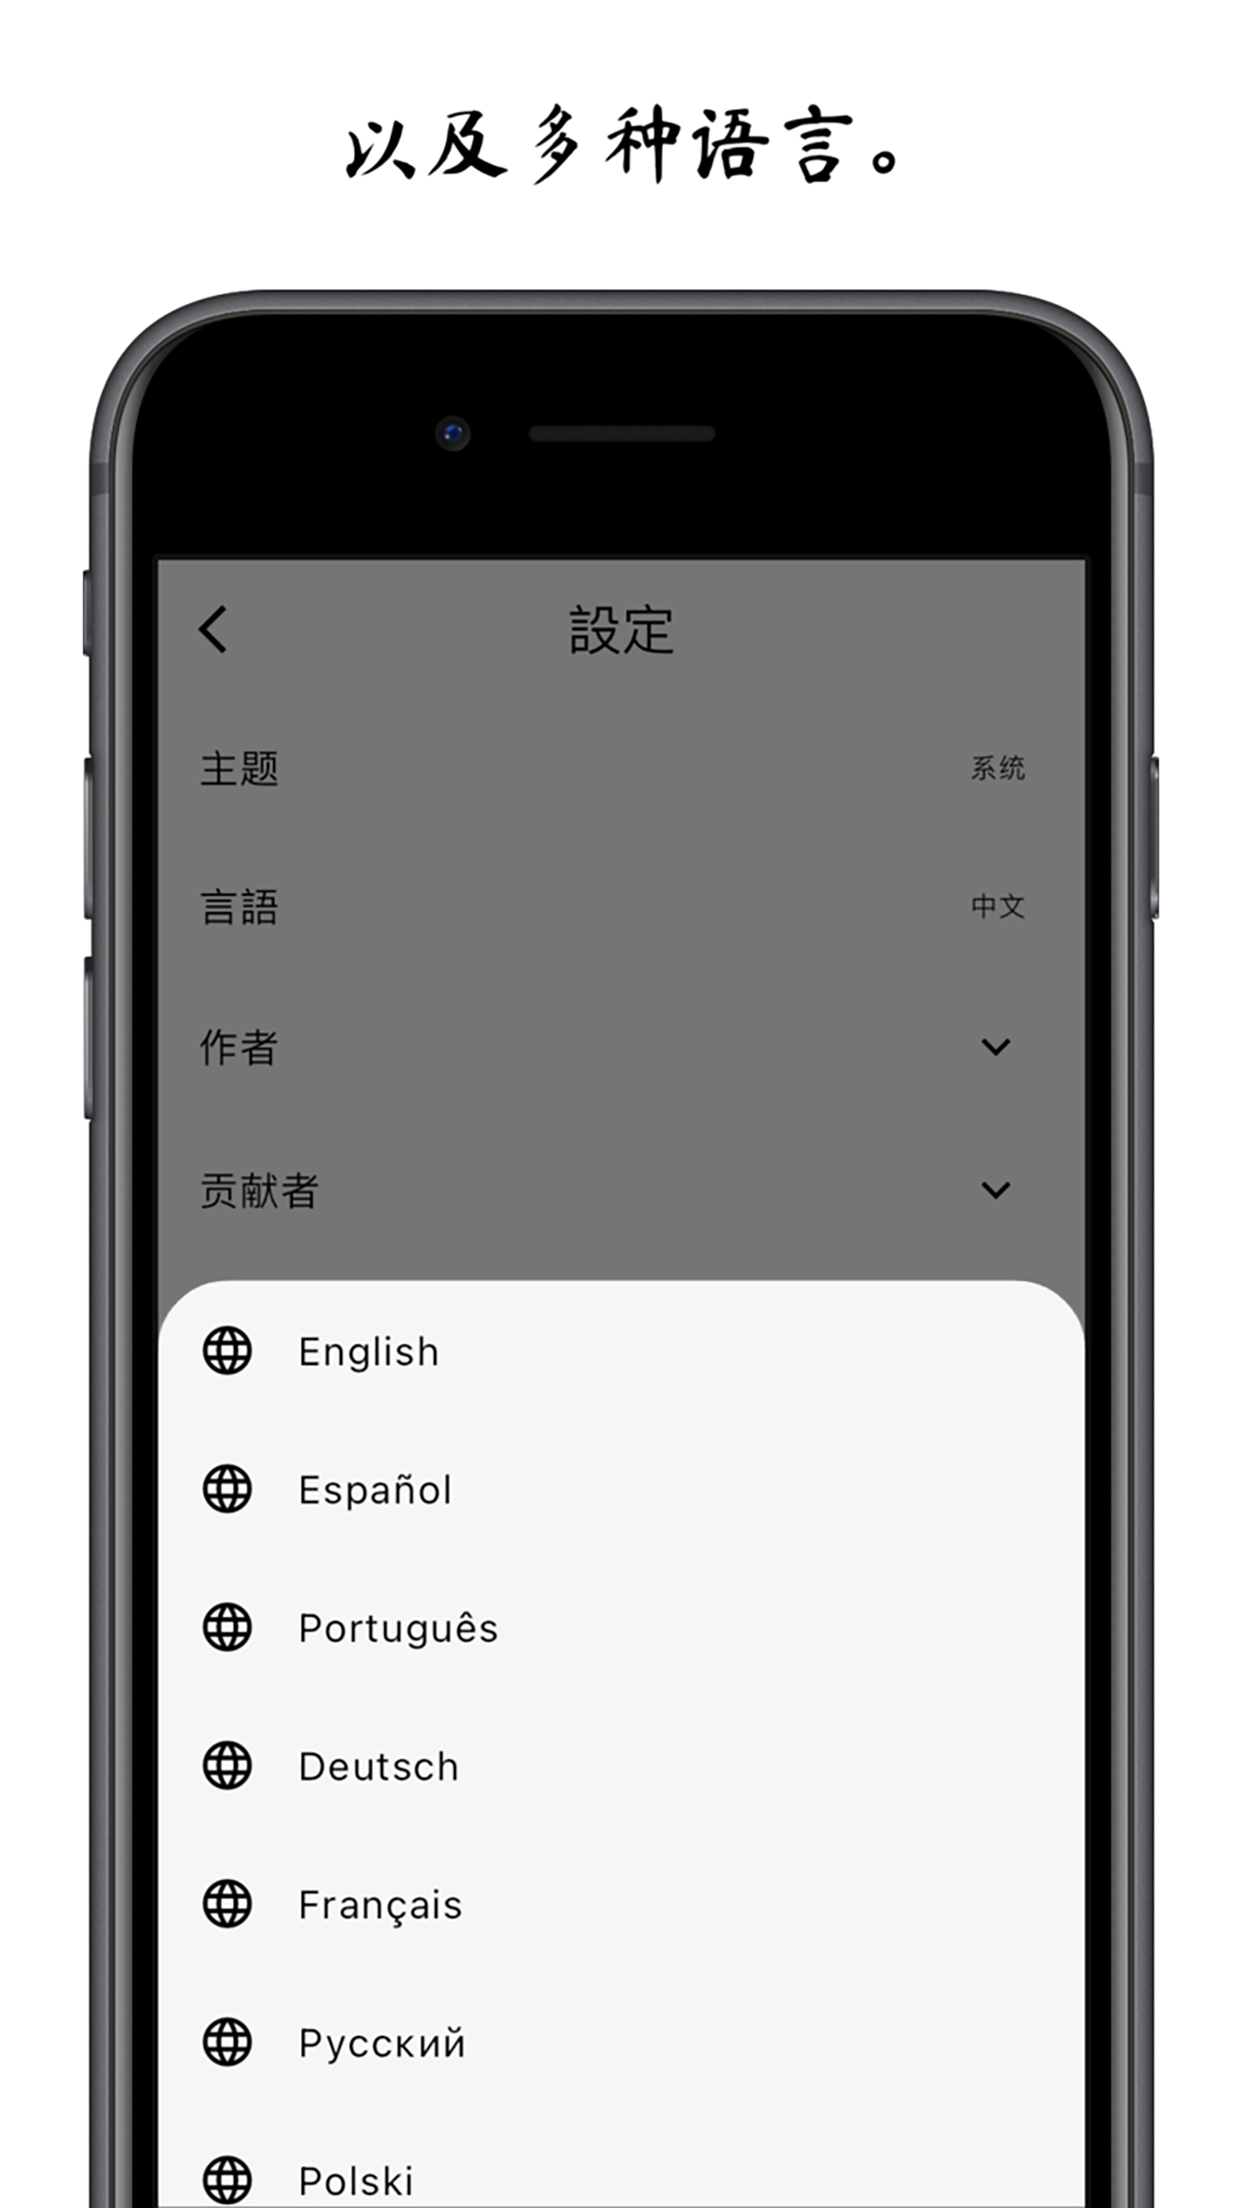 以及多种语言。
設定
主题 系统
言語 中文
作者
贡献者
English
Español
Português
Deutsch
Français
Русский
Polski